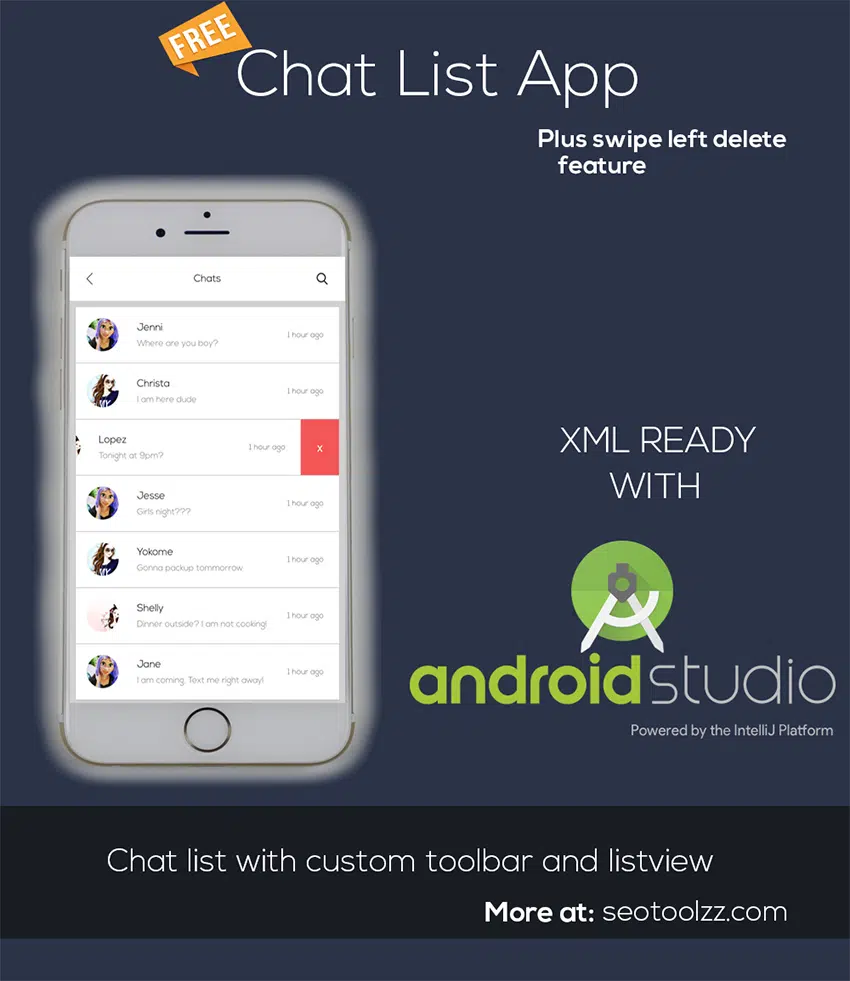 FREE
Chat List App
Plus swipe left delete
feature
Chats
Jenni
Where are you boy?
1 hour ago
Christa
I am here dude
1 hour ago
Lopez
Tonight at 9pm?
1 hour ago
x
Jesse
Girls night???
1 hour ago
Yokome
Gonna packup tommorrow.
1 hour ago
Shelly
Dinner outside? I am not cooking!
1 hour ago
Jane
I am coming. Text me right away!
1 hour ago
XML READY
WITH
androidstudio
Powered by the IntelliJ Platform
Chat list with custom toolbar and listview
More at: seotoolzz.com